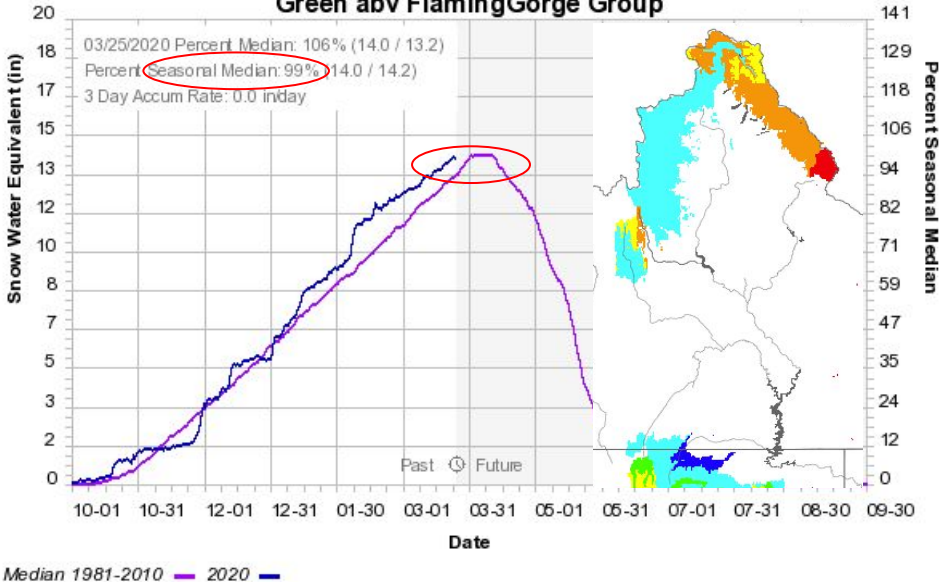 Green abv FlamingGorge Group
20
18
17
15
13
12
10
8
7
5
3
2
0
Snow Water Equivalent (in)
03/25/2020 Percent Median: 106% (14.0 / 13.2)
Percent Seasonal Median: 99% (14.0 / 14.2)
3 Day Accum Rate: 0.0 in/day
Past Future
141
129
118
106
94
82
71
59
47
35
24
12
0
Percent Seasonal Median
10-01 10-31 12-01 12-31 01-30 03-01 03-31 05-01 05-31 07-01 07-31 08-30 09-30
Date
Median 1981-2010 2020